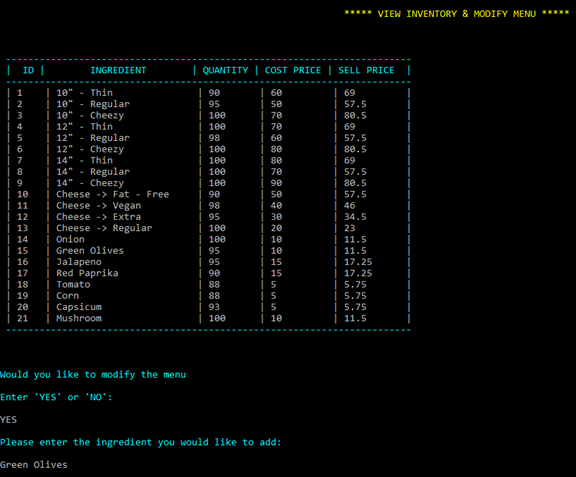 ***** VIEW INVENTORY & MODIFY MENU *****
-------------------------------------------------------------------------
|  ID |        INGREDIENT        | QUANTITY | COST PRICE | SELL PRICE  |
-------------------------------------------------------------------------
| 1 | 10" - Thin | 90 | 60 | 69 |
| 2 | 10" - Regular | 95 | 50 | 57.5 |
| 3 | 10" - Cheezy | 100 | 70 | 80.5 |
| 4 | 12" - Thin | 100 | 70 | 69 |
| 5 | 12" - Regular | 98 | 60 | 57.5 |
| 6 | 12" - Cheezy | 100 | 80 | 80.5 |
| 7 | 14" - Thin | 100 | 80 | 69 |
| 8 | 14" - Regular | 100 | 70 | 57.5 |
| 9 | 14" - Cheezy | 100 | 90 | 80.5 |
| 10 | Cheese -> Fat - Free | 90 | 50 | 57.5 |
| 11 | Cheese -> Vegan | 98 | 40 | 46 |
| 12 | Cheese -> Extra | 95 | 30 | 34.5 |
| 13 | Cheese -> Regular | 100 | 20 | 23 |
| 14 | Onion | 100 | 10 | 11.5 |
| 15 | Green Olives | 95 | 10 | 11.5 |
| 16 | Jalapeno | 95 | 15 | 17.25 |
| 17 | Red Paprika | 90 | 15 | 17.25 |
| 18 | Tomato | 88 | 5 | 5.75 |
| 19 | Corn | 88 | 5 | 5.75 |
| 20 | Capsicum | 93 | 5 | 5.75 |
| 21 | Mushroom | 100 | 10 | 11.5 |
-------------------------------------------------------------------------
Would you like to modify the menu
Enter 'YES' or 'NO':
YES
Please enter the ingredient you would like to add:
Green Olives